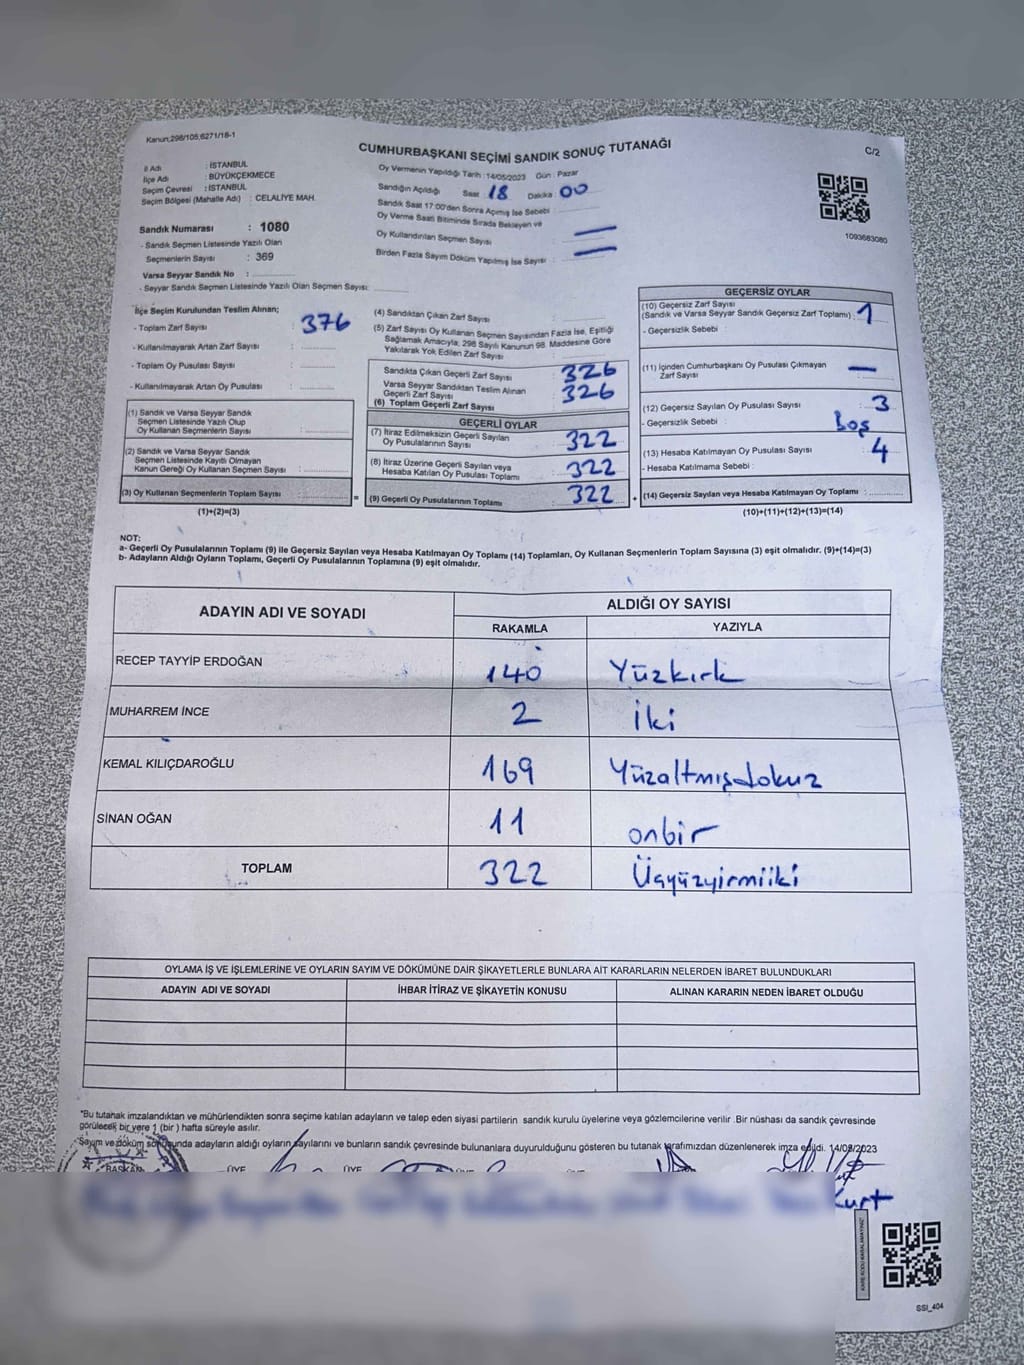 Kanun;298/105;6271/18-1
CUMHURBAŞKANI SEÇİMİ SANDIK SONUÇ TUTANAĞI
C/2
İl Adı : İSTANBUL
İlçe Adı : BÜYÜKÇEKMECE
Seçim Çevresi : İSTANBUL
Seçim Bölgesi (Mahalle Adı) : CELALİYE MAH.
Oy Vermenin Yapıldığı Tarih : 14/05/2023 Gün : Pazar
Sandığın Açıldığı Saat : 18 Dakika : 00
Sandık Saat 17:00'den Sonra Açımış İse Sebebi :
Oy Verme Saati Bitiminde Sırada Bekleyen ve
Oy Kullandırılan Seçmen Sayısı : —
Birden Fazla Sayım Döküm Yapılmış İse Sayısı : —
1093683080
Sandık Numarası : 1080
- Sandık Seçmen Listesinde Yazılı Olan
Seçmenlerin Sayısı : 369
Varsa Seyyar Sandık No :
- Seyyar Sandık Seçmen Listesinde Yazılı Olan Seçmen Sayısı:
İlçe Seçim Kurulundan Teslim Alınan;
- Toplam Zarf Sayısı : 376
- Kullanılmayarak Artan Zarf Sayısı :
- Toplam Oy Pusulası Sayısı :
- Kullanılmayarak Artan Oy Pusulası :
(1) Sandık ve Varsa Seyyar Sandık
Seçmen Listesinde Yazılı Olup
Oy Kullanan Seçmenlerin Sayısı :
(2) Sandık ve Varsa Seyyar Sandık
Seçmen Listesinde Kayıtlı Olmayan
Kanun Gereği Oy Kullanan Seçmen Sayısı :
(3) Oy Kullanan Seçmenlerin Toplam Sayısı :
(1)+(2)=(3)
=
(4) Sandıktan Çıkan Zarf Sayısı :
(5) Zarf Sayısı Oy Kullanan Seçmen Sayısından Fazla İse, Eşitliği
Sağlamak Amacıyla; 298 Sayılı Kanunun 98. Maddesine Göre
Yakılarak Yok Edilen Zarf Sayısı :
Sandıkta Çıkan Geçerli Zarf Sayısı : 326
Varsa Seyyar Sandıktan Teslim Alınan
Geçerli Zarf Sayısı : 326
(6) Toplam Geçerli Zarf Sayısı
GEÇERLİ OYLAR
(7) İtiraz Edilmeksizin Geçerli Sayılan
Oy Pusulalarının Sayısı : 322
(8) İtiraz Üzerine Geçerli Sayılan veya
Hesaba Katılan Oy Pusulası Toplamı : 322
(9) Geçerli Oy Pusulalarının Toplamı : 322
+
GEÇERSİZ OYLAR
(10) Geçersiz Zarf Sayısı
(Sandık ve Varsa Seyyar Sandık Geçersiz Zarf Toplamı) : 1
- Geçersizlik Sebebi :
(11) İçinden Cumhurbaşkanı Oy Pusulası Çıkmayan
Zarf Sayısı : —
(12) Geçersiz Sayılan Oy Pusulası Sayısı : 3
- Geçersizlik Sebebi : boş
(13) Hesaba Katılmayan Oy Pusulası Sayısı : 4
- Hesaba Katılmama Sebebi :
(14) Geçersiz Sayılan veya Hesaba Katılmayan Oy Toplamı :
(10)+(11)+(12)+(13)=(14)
NOT:
a- Geçerli Oy Pusulalarının Toplamı (9) ile Geçersiz Sayılan veya Hesaba Katılmayan Oy Toplamı (14) Toplamları, Oy Kullanan Seçmenlerin Toplam Sayısına (3) eşit olmalıdır. (9)+(14)=(3)
b- Adayların Aldığı Oyların Toplamı, Geçerli Oy Pusulalarının Toplamına (9) eşit olmalıdır.
ADAYIN ADI VE SOYADI
ALDIĞI OY SAYISI
RAKAMLA YAZIYLA
RECEP TAYYİP ERDOĞAN 140 Yüzkırk
MUHARREM İNCE 2 İki
KEMAL KILIÇDAROĞLU 169 Yüzaltmışdokuz
SİNAN OĞAN 11 onbir
TOPLAM 322 Üçyüzyirmiiki
OYLAMA İŞ VE İŞLEMLERİNE VE OYLARIN SAYIM VE DÖKÜMÜNE DAİR ŞİKAYETLERLE BUNLARA AİT KARARLARIN NELERDEN İBARET BULUNDUKLARI
ADAYIN ADI VE SOYADI İHBAR İTİRAZ VE ŞİKAYETİN KONUSU ALINAN KARARIN NEDEN İBARET OLDUĞU
*Bu tutanak imzalandıktan ve mühürlendikten sonra seçime katılan adayların ve talep eden siyasi partilerin sandık kurulu üyelerine veya gözlemcilerine verilir. Bir nüshası da sandık çevresinde
görülecek bir yere 1 (bir ) hafta süreyle asılır.
Sayım ve döküm sonucunda adayların aldığı oyların sayılarını ve bunların sandık çevresinde bulunanlara duyurulduğunu gösteren bu tutanak tarafımızdan düzenlenerek imza edildi. 14/05/2023
BAŞKAN ÜYE ÜYE ÜYE ÜYE
Kurt
KARE KODU KARALAMAYINIZ!
SSI_404